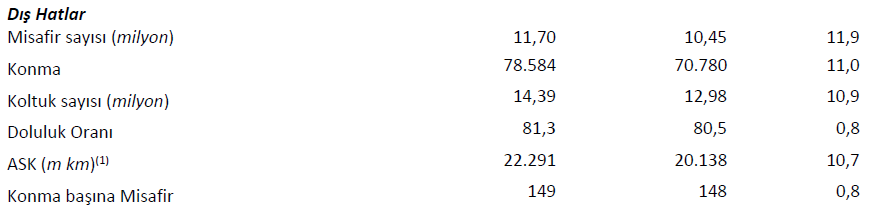 Dış Hatlar
Misafir sayısı (milyon) 11,70 10,45 11,9
Konma 78.584 70.780 11,0
Koltuk sayısı (milyon) 14,39 12,98 10,9
Doluluk Oranı 81,3 80,5 0,8
ASK (m km)(1) 22.291 20.138 10,7
Konma başına Misafir 149 148 0,8